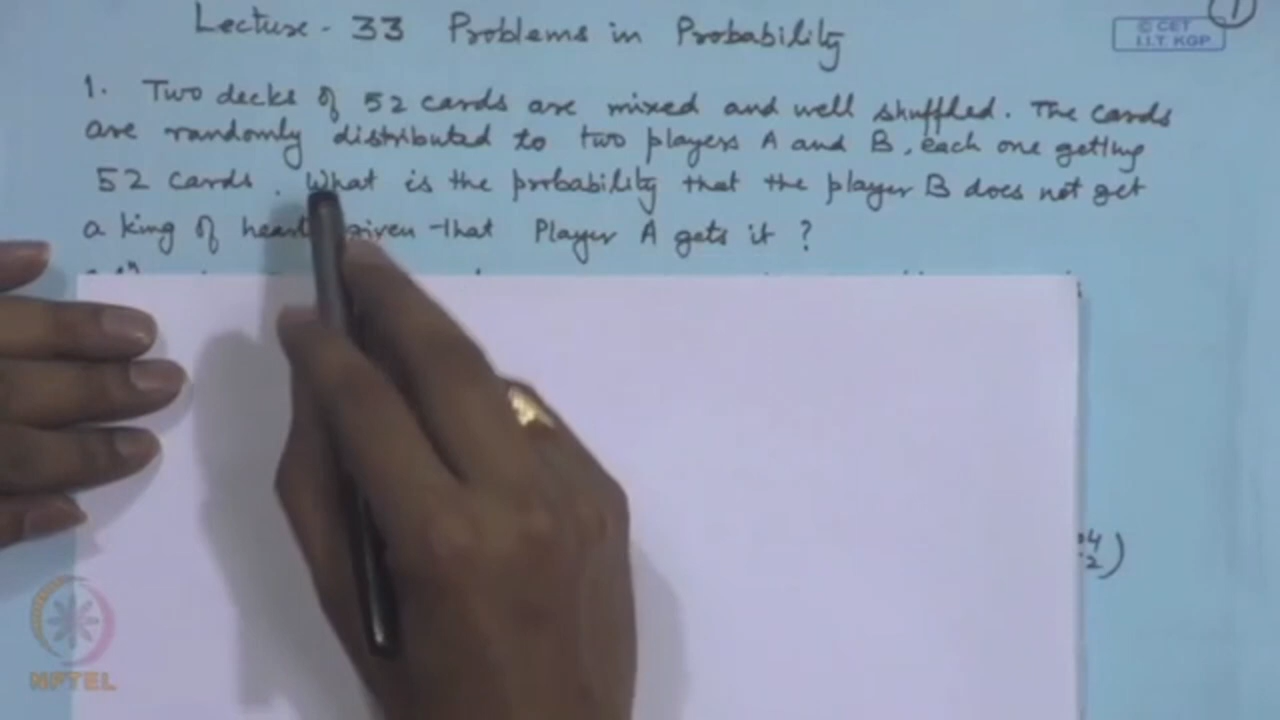 Lecture - 33 Problems in Probability
1
© CET
I.I.T. KGP
1. Two decks of 52 cards are mixed and well shuffled. The cards
are randomly distributed to two players A and B, each one getting
52 cards. What is the probability that the player B does not get
a king of heart given that Player A gets it ?
NPTEL